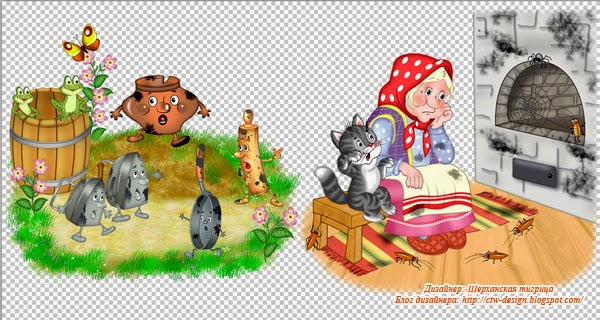 Дизайнер: Шерханская тигрица
Блог дизайнера: http://ctw-design.blogspot.com/